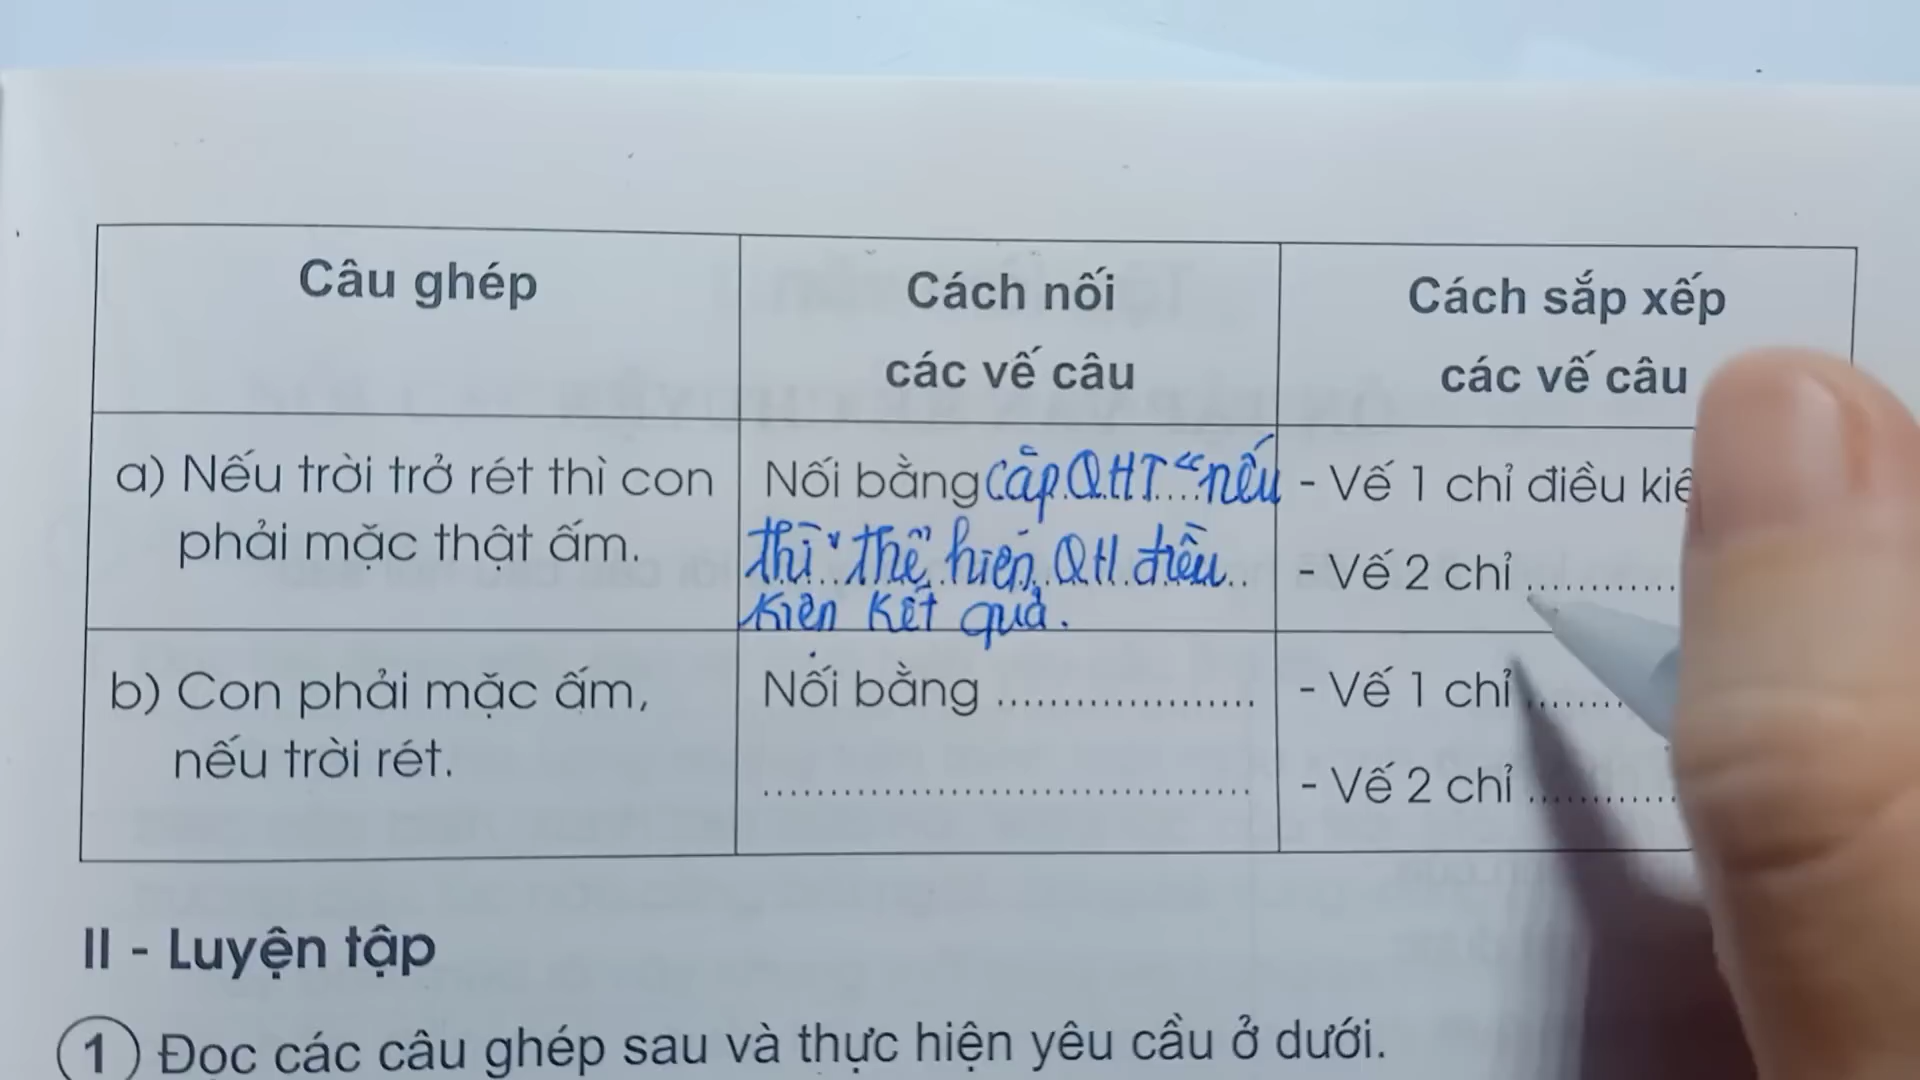 Câu ghép
Cách nối
các vế câu
Cách sắp xếp
các vế câu
a) Nếu trời trở rét thì con
phải mặc thật ấm.
Nối bằng cặp QHT "nếu
thì" thể hiện QH điều
kiện kết quả.
- Vế 1 chỉ điều
- Vế 2 chỉ ............
b) Con phải mặc ấm,
nếu trời rét.
Nối bằng ....................
......................................
- Vế 1 chỉ ........
- Vế 2 chỉ ............
II - Luyện tập
1 Đọc các câu ghép sau và thực hiện yêu cầu ở dưới.